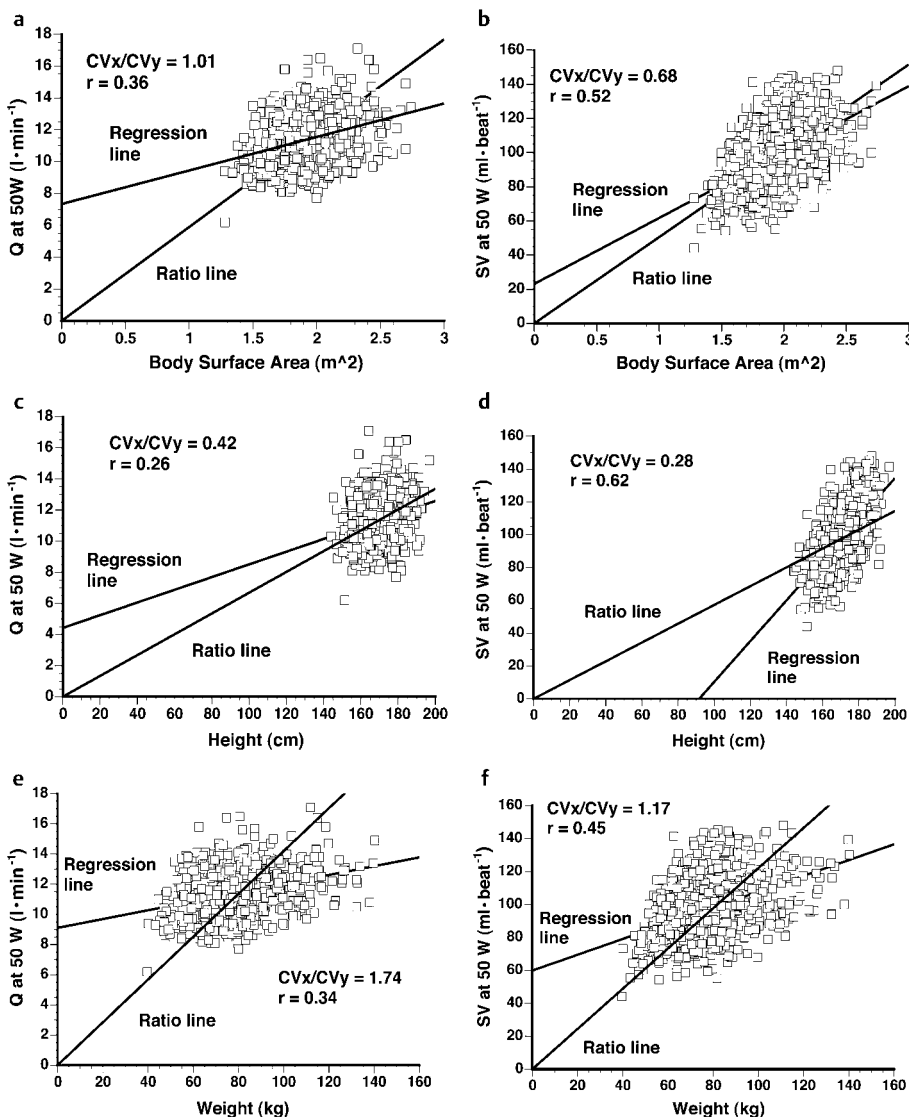 a
CVx/CVy = 1.01
r = 0.36
Regression
line
Ratio line
Q at 50W (l·min⁻¹)
18
16
14
12
10
8
6
4
2
0
0 0.5 1 1.5 2 2.5 3
Body Surface Area (m^2)
b
CVx/CVy = 0.68
r = 0.52
Regression
line
Ratio line
SV at 50 W (ml·beat⁻¹)
160
140
120
100
80
60
40
20
0
0 0.5 1 1.5 2 2.5 3
Body Surface Area (m^2)
c
CVx/CVy = 0.42
r = 0.26
Regression
line
Ratio line
Q at 50 W (l·min⁻¹)
18
16
14
12
10
8
6
4
2
0
0 20 40 60 80 100 120 140 160 180 200
Height (cm)
d
CVx/CVy = 0.28
r = 0.62
Ratio line
Regression
line
SV at 50 W (ml·beat⁻¹)
160
140
120
100
80
60
40
20
0
0 20 40 60 80 100 120 140 160 180 200
Height (cm)
e
Regression
line
CVx/CVy = 1.74
r = 0.34
Ratio line
Q at 50 W (l·min⁻¹)
18
16
14
12
10
8
6
4
2
0
0 20 40 60 80 100 120 140 160
Weight (kg)
f
CVx/CVy = 1.17
r = 0.45
Regression
line
Ratio line
SV at 50 W (ml·beat⁻¹)
160
140
120
100
80
60
40
20
0
0 20 40 60 80 100 120 140 160
Weight (kg)